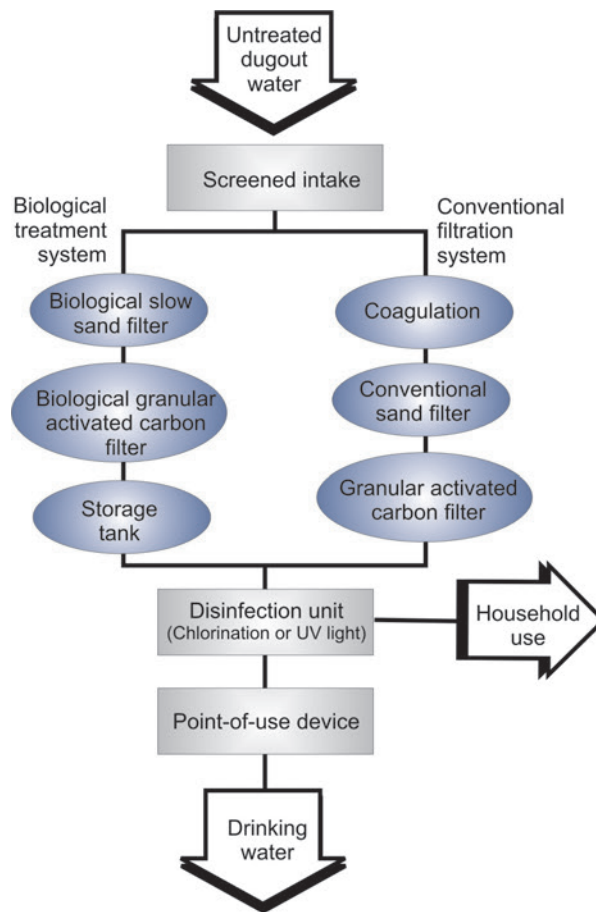 Untreated
dugout
water
Screened intake
Biological
treatment
system
Conventional
filtration
system
Biological slow
sand filter
Coagulation
Biological granular
activated carbon
filter
Conventional
sand filter
Storage
tank
Granular activated
carbon filter
Disinfection unit
(Chlorination or UV light)
Household
use
Point-of-use device
Drinking
water